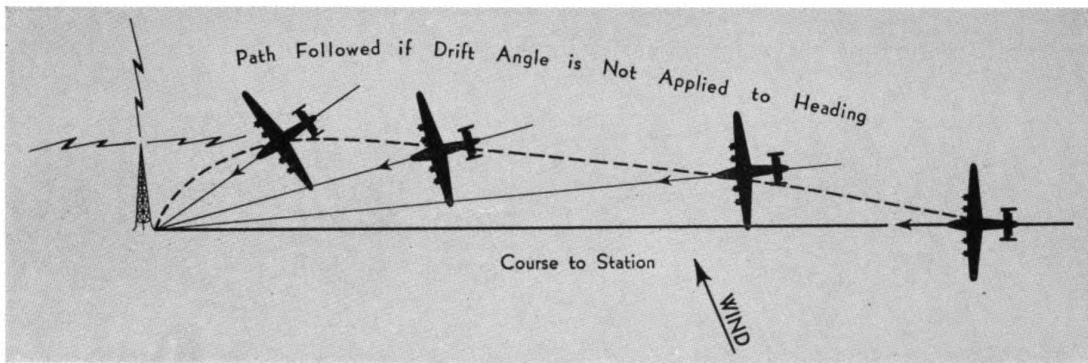 Path Followed if Drift Angle is Not Applied to Heading
Course to Station
WIND